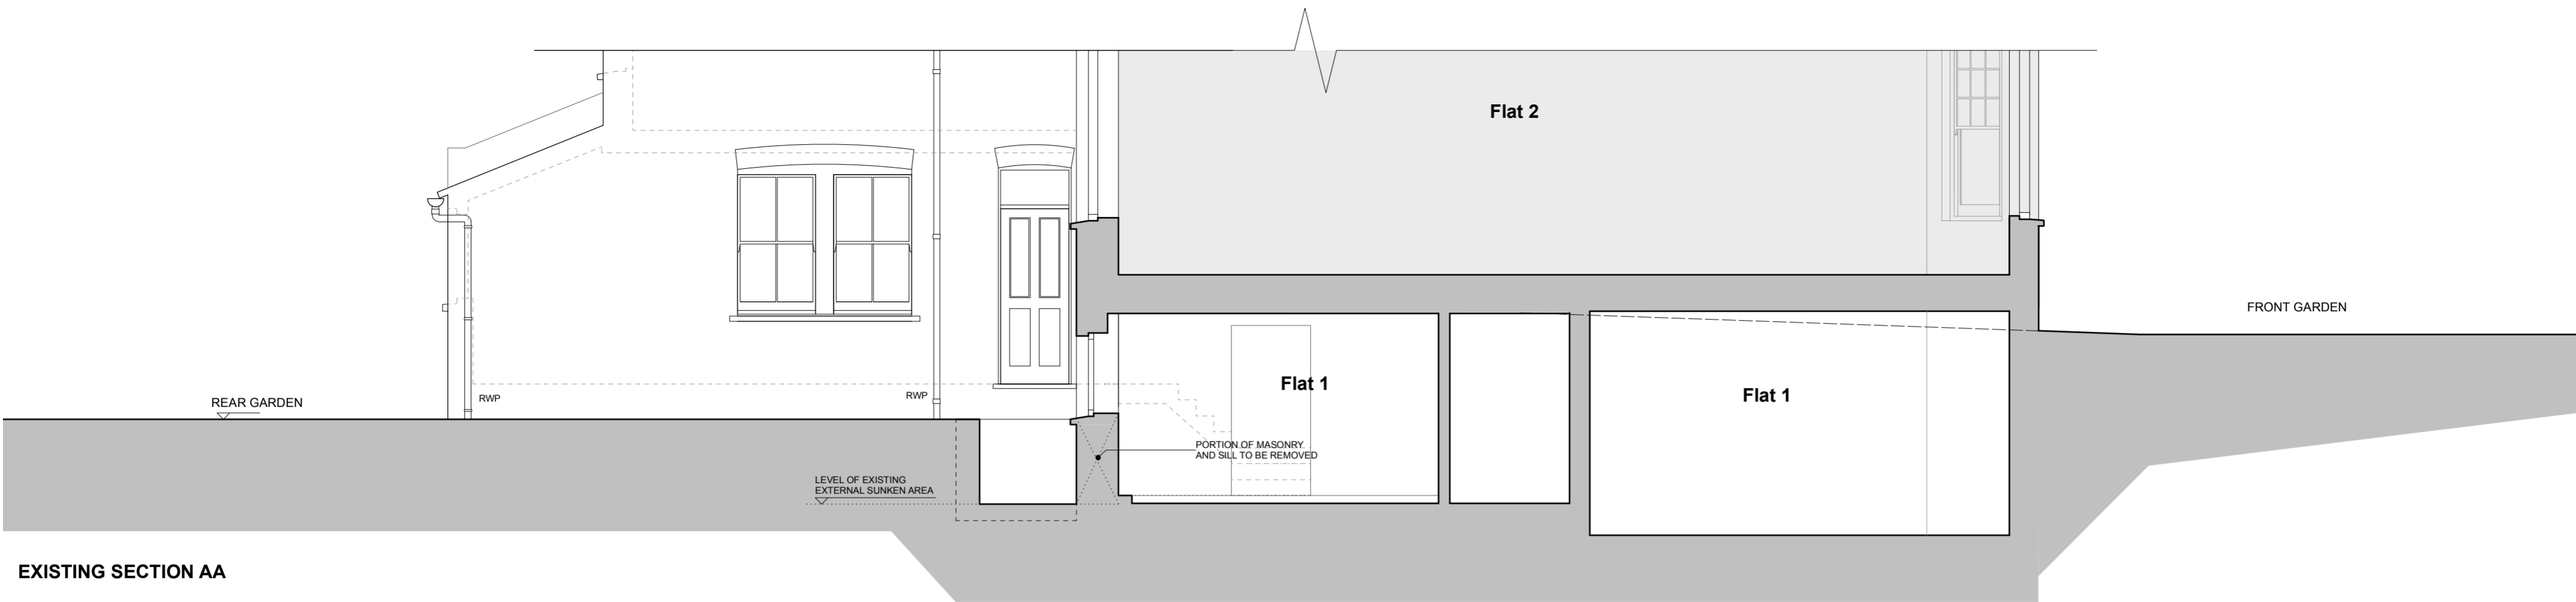 Flat 2
FRONT GARDEN
Flat 1
Flat 1
REAR GARDEN
RWP
RWP
PORTION OF MASONRY
AND SILL TO BE REMOVED
LEVEL OF EXISTING
EXTERNAL SUNKEN AREA
EXISTING SECTION AA